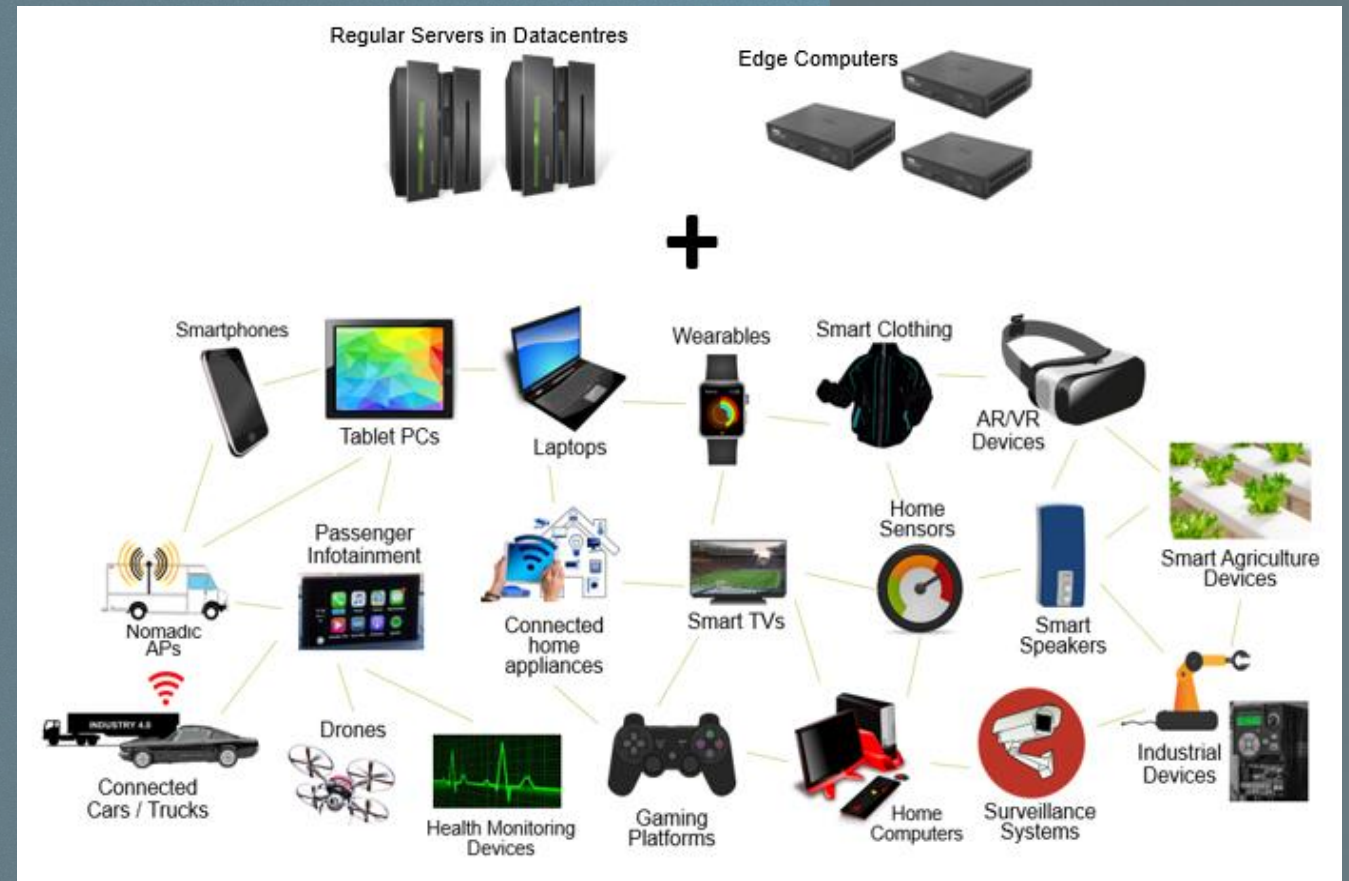 Regular Servers in Datacentres
Edge Computers
+
Smartphones
Tablet PCs
Laptops
Wearables
Smart Clothing
AR/VR
Devices
Nomadic
APs
Passenger
Infotainment
Connected
home
appliances
Smart TVs
Home
Sensors
Smart
Speakers
Smart Agriculture
Devices
INDUSTRY 4.0
Connected
Cars / Trucks
Drones
Health Monitoring
Devices
Gaming
Platforms
Home
Computers
Surveillance
Systems
Industrial
Devices